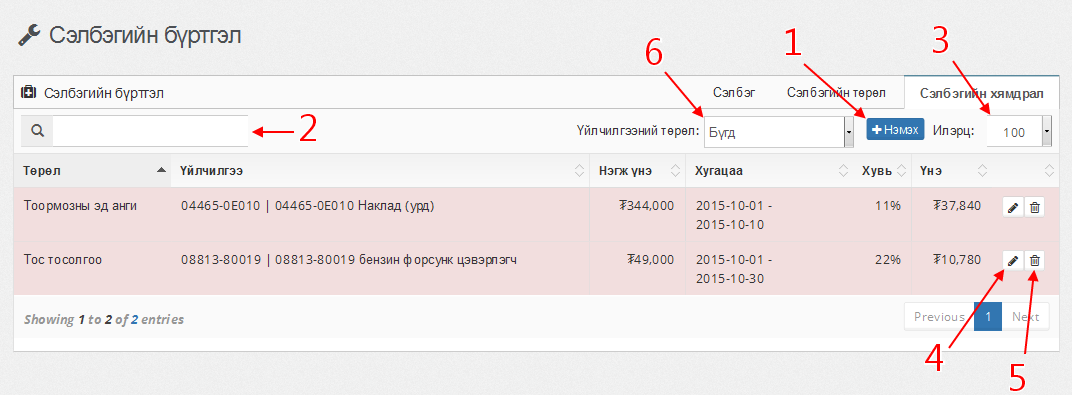 Сэлбэгийн бүртгэл
1
3
6
Сэлбэгийн бүртгэл Сэлбэг Сэлбэгийн төрөл Сэлбэгийн хямдрал
2 Үйлчилгээний төрөл: Бүгд Нэмэх Илэрц: 100
Төрөл Үйлчилгээ Нэгж үнэ Хугацаа Хувь Үнэ
Тоормозны эд анги 04465-0E010 | 04465-0E010 Наклад (урд) ₮344,000 2015-10-01 - 11% ₮37,840
2015-10-10
Тос тосолгоо 08813-80019 | 08813-80019 бензин форсунк цэвэрлэгч ₮49,000 2015-10-01 - 22% ₮10,780
2015-10-30
Showing 1 to 2 of 2 entries Previous 1 Next
4
5